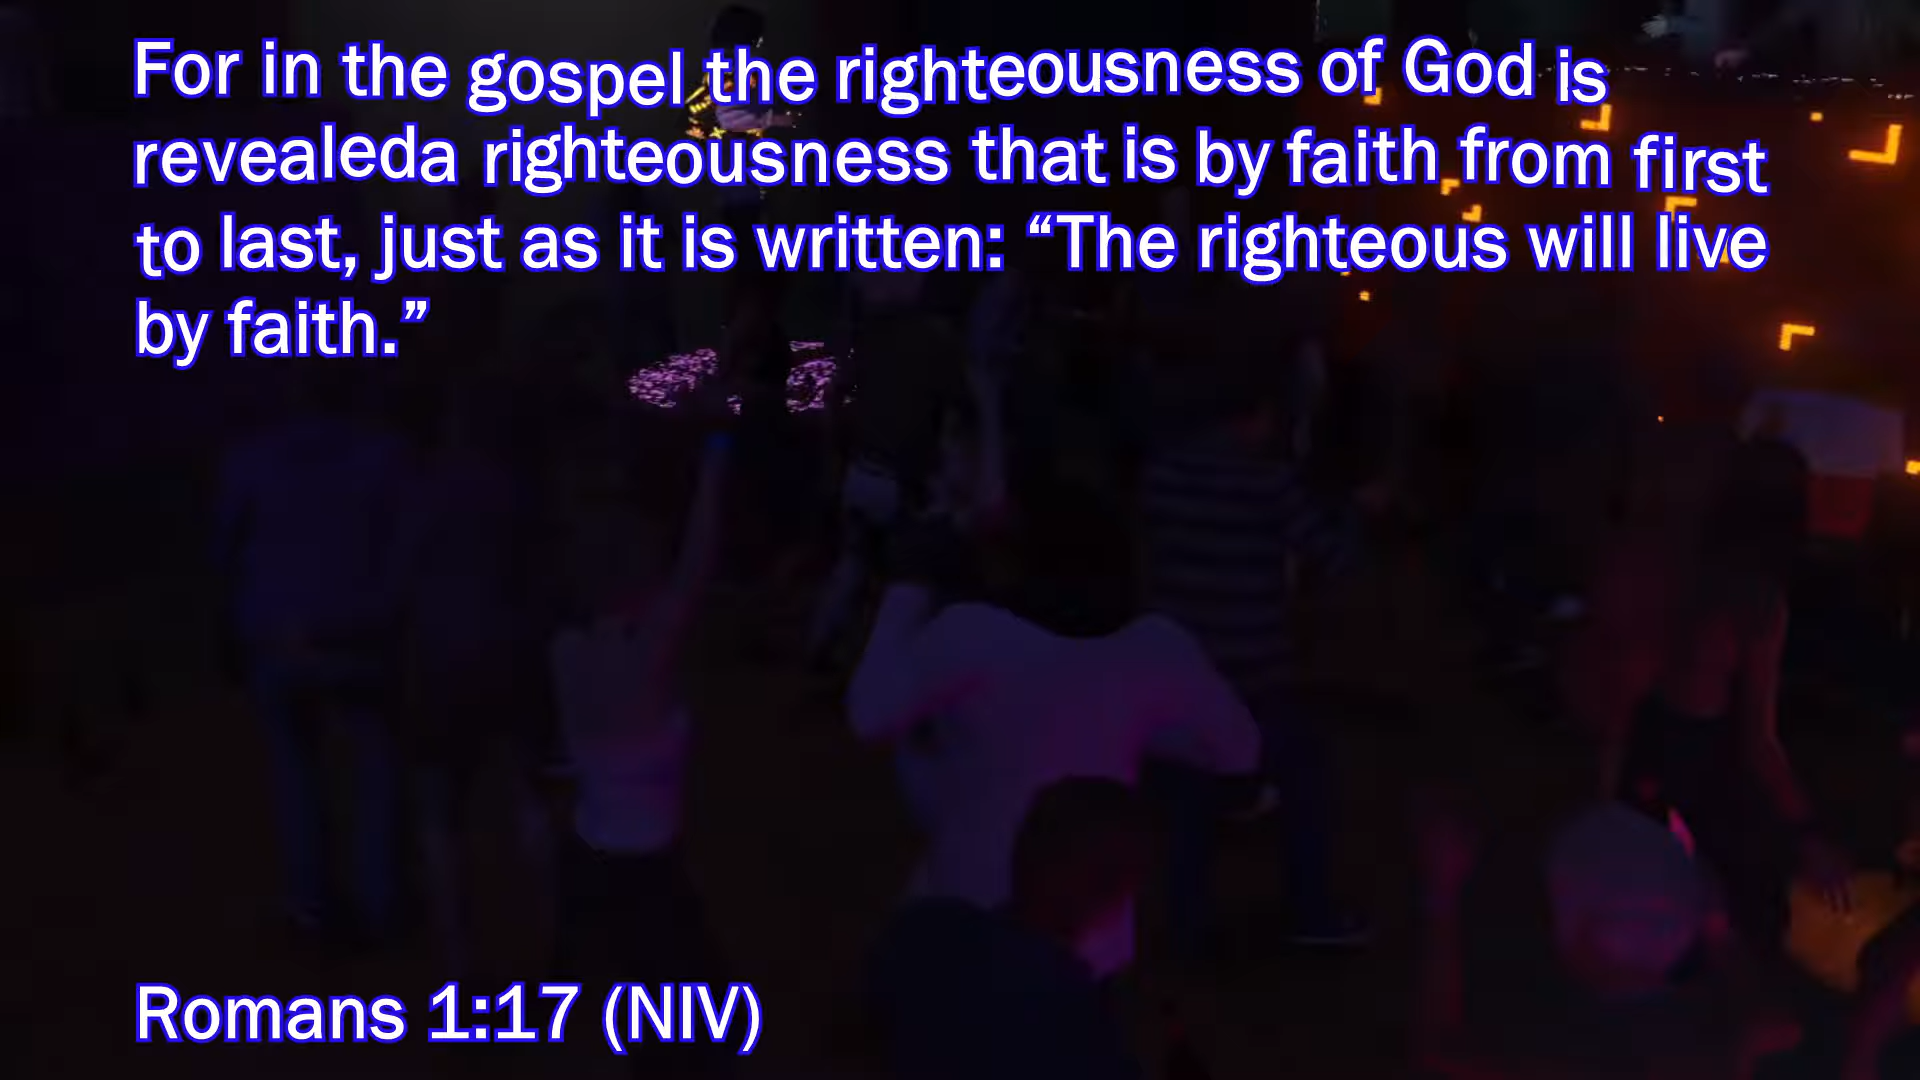 For in the gospel the righteousness of God is
revealeda righteousness that is by faith from first
to last, just as it is written: “The righteous will live
by faith.”
Romans 1:17 (NIV)